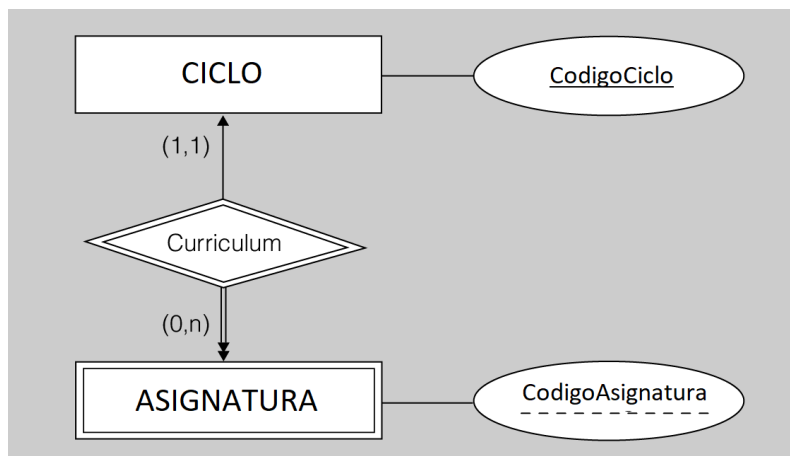 CICLO
CodigoCiclo
(1,1)
Curriculum
(0,n)
ASIGNATURA
CodigoAsignatura